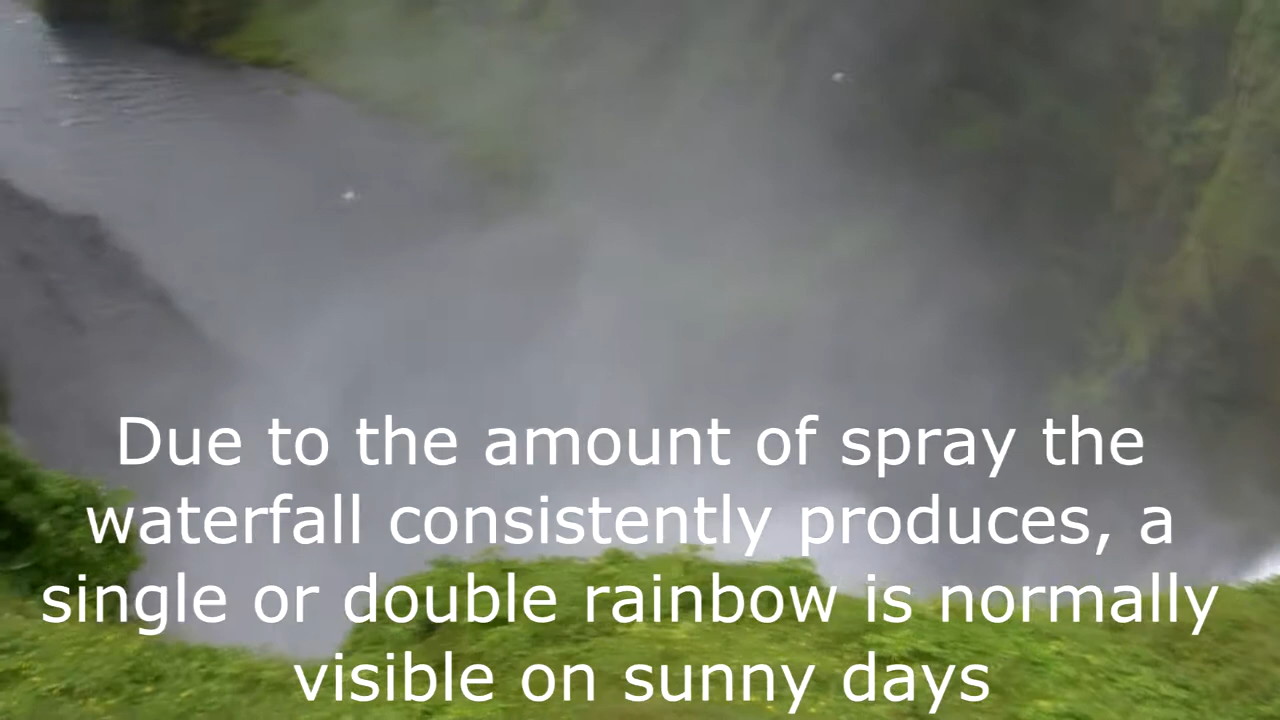 Due to the amount of spray the
waterfall consistently produces, a
single or double rainbow is normally
visible on sunny days